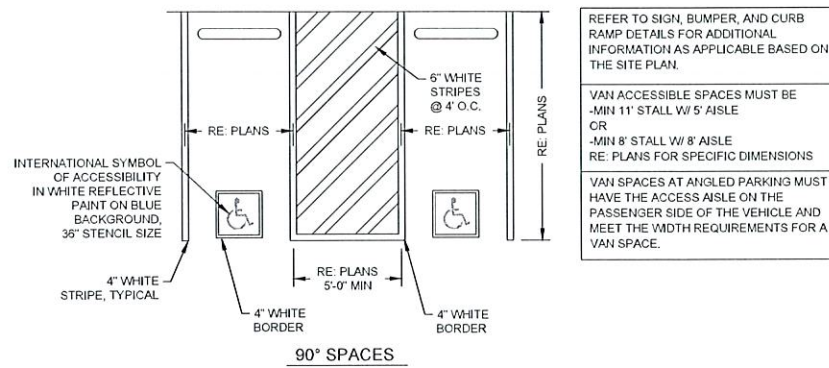 6" WHITE
STRIPES
@ 4' O.C.
RE: PLANS
RE: PLANS
RE: PLANS
INTERNATIONAL SYMBOL
OF ACCESSIBILITY
IN WHITE REFLECTIVE
PAINT ON BLUE
BACKGROUND,
36" STENCIL SIZE
4" WHITE
STRIPE, TYPICAL
RE: PLANS
5'-0" MIN
4" WHITE
BORDER
4" WHITE
BORDER
90° SPACES
REFER TO SIGN, BUMPER, AND CURB
RAMP DETAILS FOR ADDITIONAL
INFORMATION AS APPLICABLE BASED ON
THE SITE PLAN.
VAN ACCESSIBLE SPACES MUST BE
-MIN 11' STALL W/ 5' AISLE
OR
-MIN 8' STALL W/ 8' AISLE
RE: PLANS FOR SPECIFIC DIMENSIONS
VAN SPACES AT ANGLED PARKING MUST
HAVE THE ACCESS AISLE ON THE
PASSENGER SIDE OF THE VEHICLE AND
MEET THE WIDTH REQUIREMENTS FOR A
VAN SPACE.